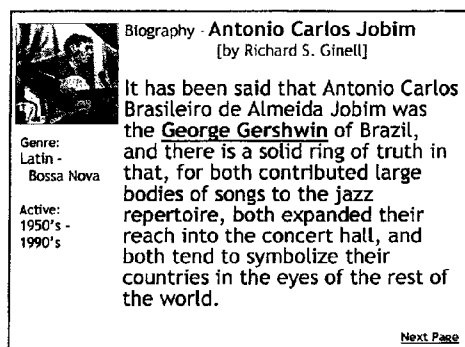 Biography - Antonio Carlos Jobim
[by Richard S. Ginell]
It has been said that Antonio Carlos
Brasileiro de Almeida Jobim was
the George Gershwin of Brazil,
and there is a solid ring of truth in
that, for both contributed large
bodies of songs to the jazz
repertoire, both expanded their
reach into the concert hall, and
both tend to symbolize their
countries in the eyes of the rest of
the world.
Genre:
Latin -
Bossa Nova
Active:
1950's -
1990's
Next Page